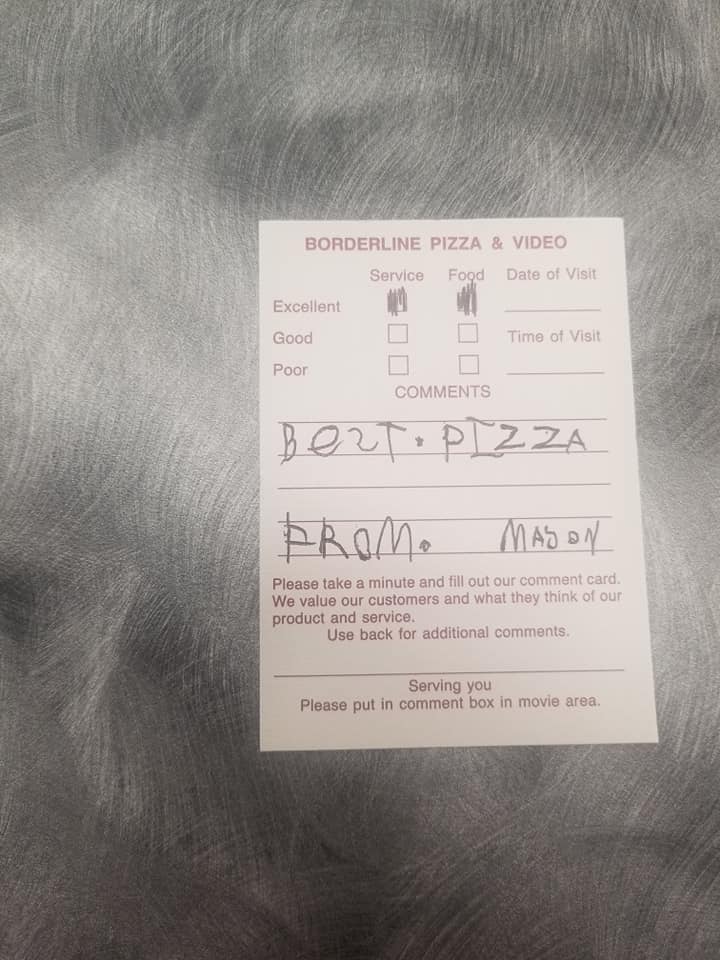 BORDERLINE PIZZA & VIDEO
Service Food Date of Visit
Excellent
Good Time of Visit
Poor
COMMENTS
BEST. PIZZA
FROM. MASON
Please take a minute and fill out our comment card.
We value our customers and what they think of our
product and service.
Use back for additional comments.
Serving you
Please put in comment box in movie area.